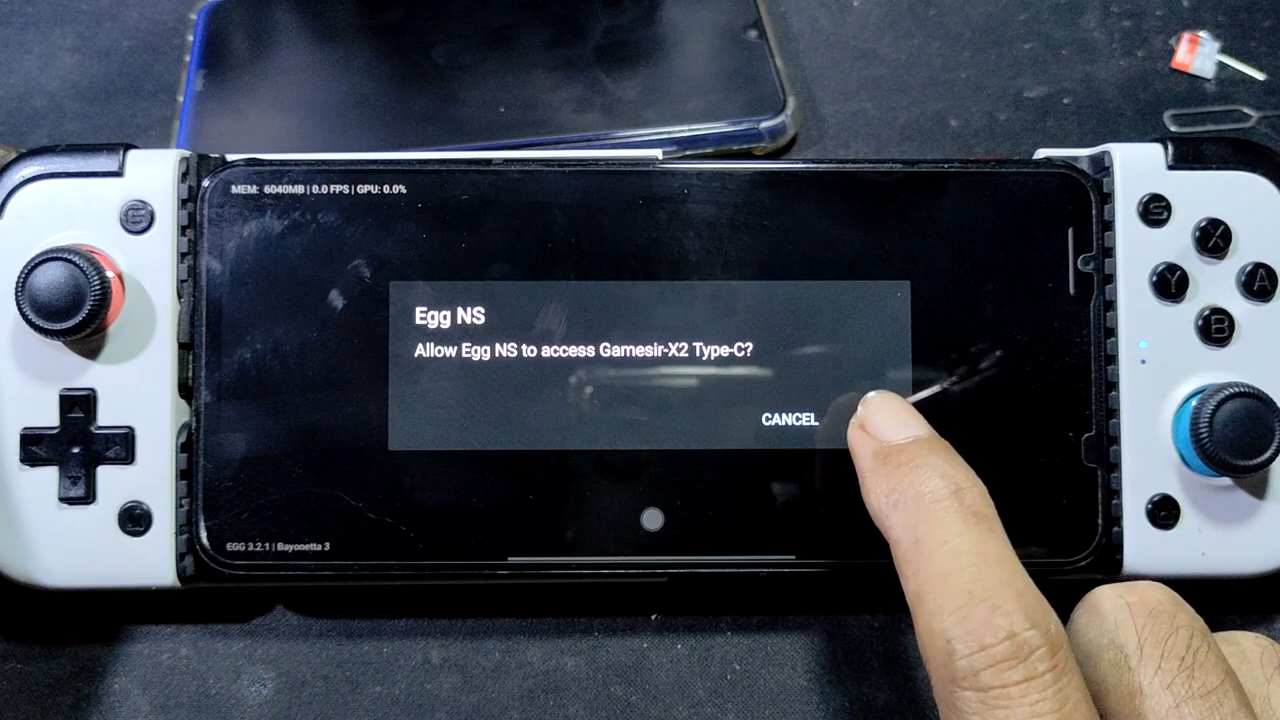 MEM: 6040MB | 0.0 FPS | GPU: 0.0%
Egg NS
Allow Egg NS to access Gamesir-X2 Type-C?
CANCEL
EGG 3.2.1 | Bayonetta 3
S
X
Y
A
B